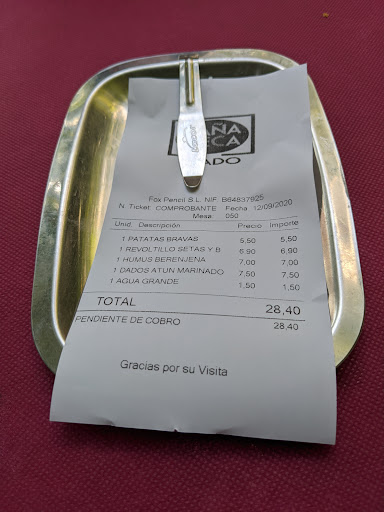 AÑA
CA
ADO
Fox Pencil S.L. NIF B64837825
N. Ticket: COMPROBANTE Fecha 12/09/2020
Mesa: 050
Unid. Descripción Precio Importe
1 PATATAS BRAVAS 5,50 5,50
1 REVOLTILLO SETAS Y B 6,90 6,90
1 HUMUS BERENJENA 7,00 7,00
1 DADOS ATUN MARINADO 7,50 7,50
1 AGUA GRANDE 1,50 1,50
TOTAL 28,40
PENDIENTE DE COBRO 28,40
Gracias por su Visita